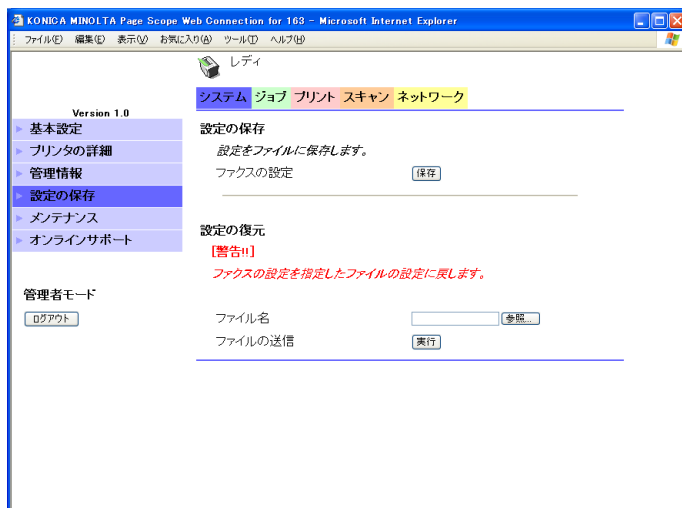 KONICA MINOLTA Page Scope Web Connection for 163 - Microsoft Internet Explorer
ファイル(F) 編集(E) 表示(V) お気に入り(A) ツール(T) ヘルプ(H)
レディ
システム ジョブ プリント スキャン ネットワーク
Version 1.0
基本設定
プリンタの詳細
管理情報
設定の保存
メンテナンス
オンラインサポート
管理者モード
ログアウト
設定の保存
設定をファイルに保存します。
ファクスの設定 保存
設定の復元
[警告!!]
ファクスの設定を指定したファイルの設定に戻します。
ファイル名 参照...
ファイルの送信 実行